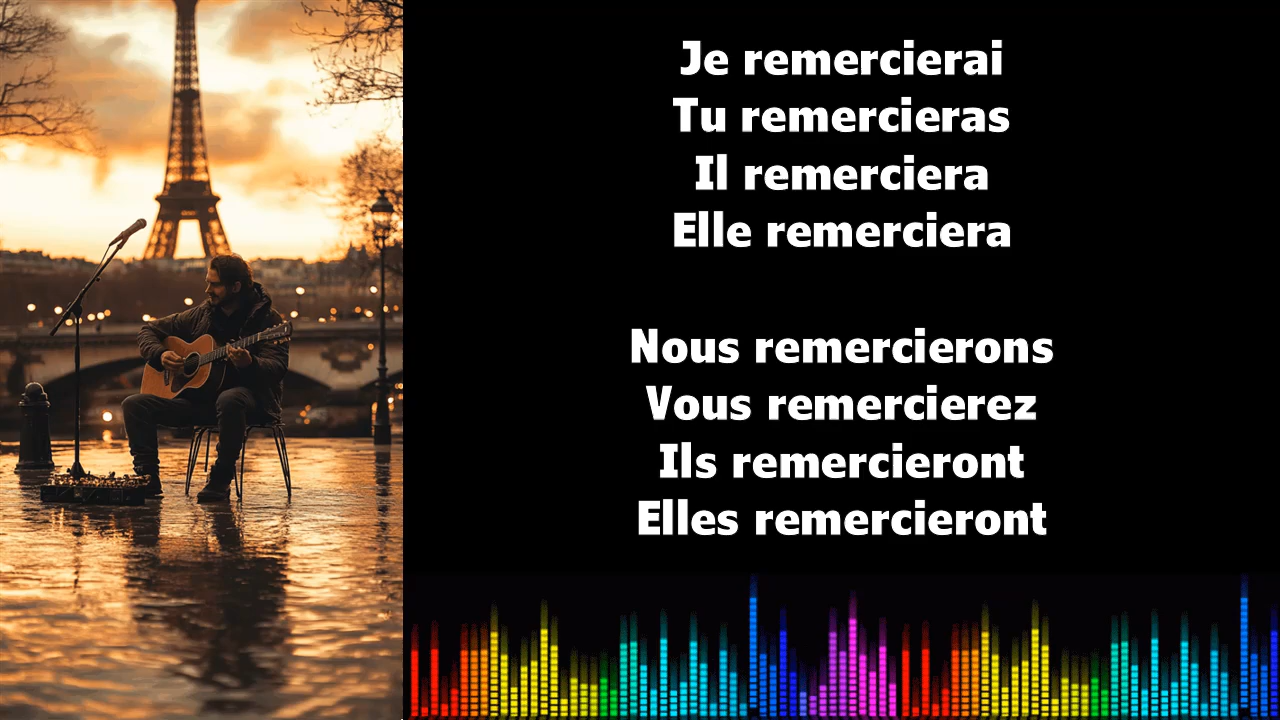 Je remercierai
Tu remercieras
Il remerciera
Elle remerciera
Nous remercierons
Vous remercierez
Ils remercieront
Elles remercieront